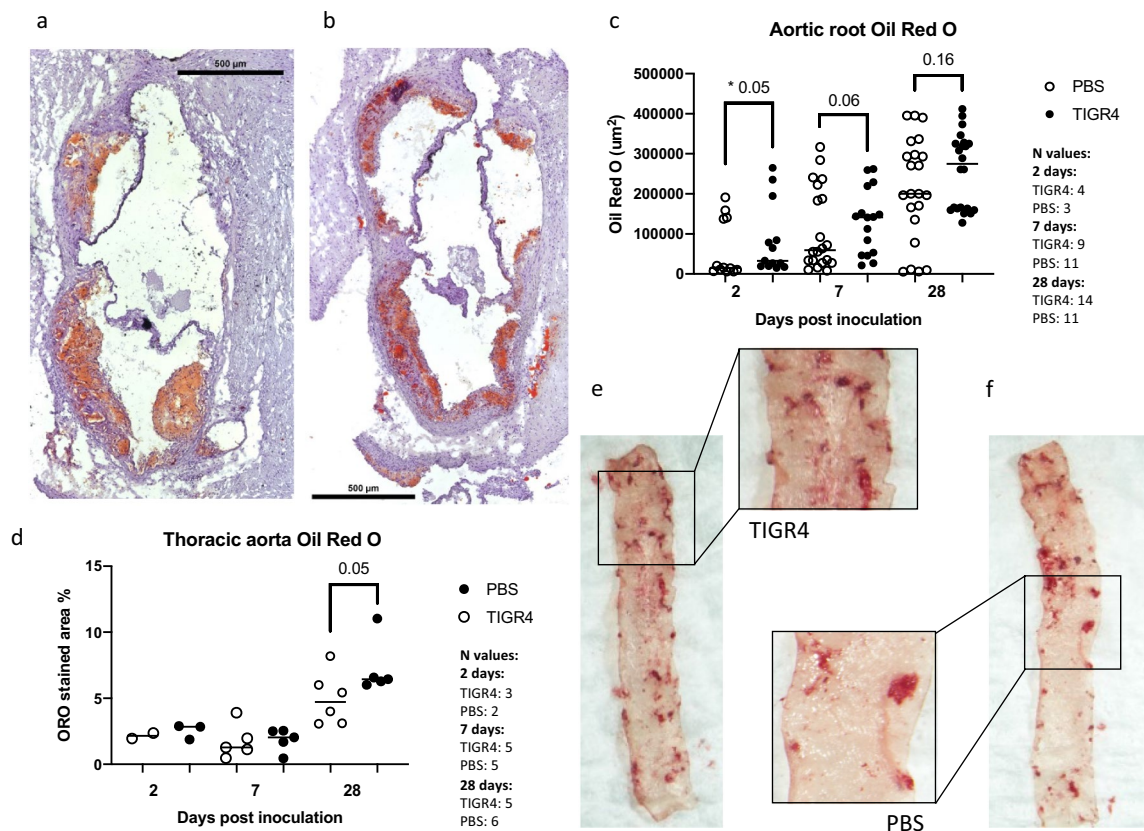 a
500 µm
b
500 µm
c
Aortic root Oil Red O
Oil Red O (um²)
500000
400000
300000
200000
100000
0
* 0.05
0.06
0.16
2
7
28
Days post inoculation
PBS
TIGR4
N values:
2 days:
TIGR4: 4
PBS: 3
7 days:
TIGR4: 9
PBS: 11
28 days:
TIGR4: 14
PBS: 11
d
Thoracic aorta Oil Red O
ORO stained area %
15
10
5
0
0.05
2
7
28
Days post inoculation
PBS
TIGR4
N values:
2 days:
TIGR4: 3
PBS: 2
7 days:
TIGR4: 5
PBS: 5
28 days:
TIGR4: 5
PBS: 6
e
TIGR4
f
PBS